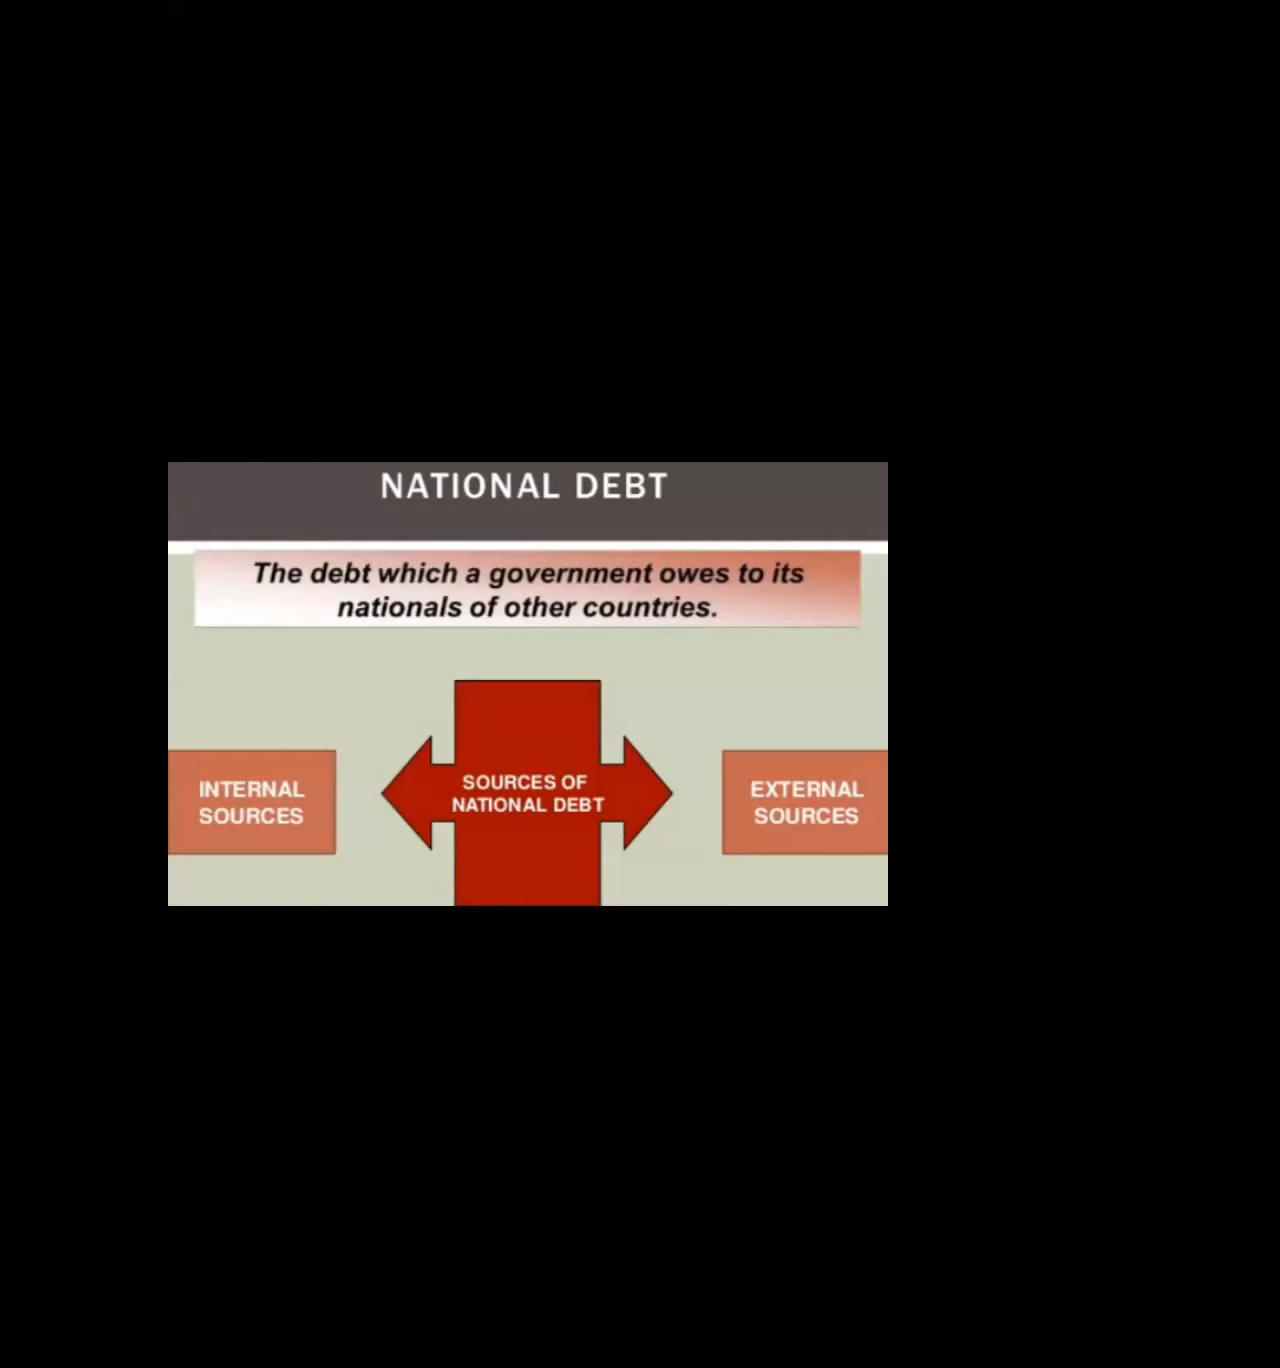 NATIONAL DEBT
The debt which a government owes to its
nationals of other countries.
SOURCES OF
NATIONAL DEBT
INTERNAL
SOURCES
EXTERNAL
SOURCES